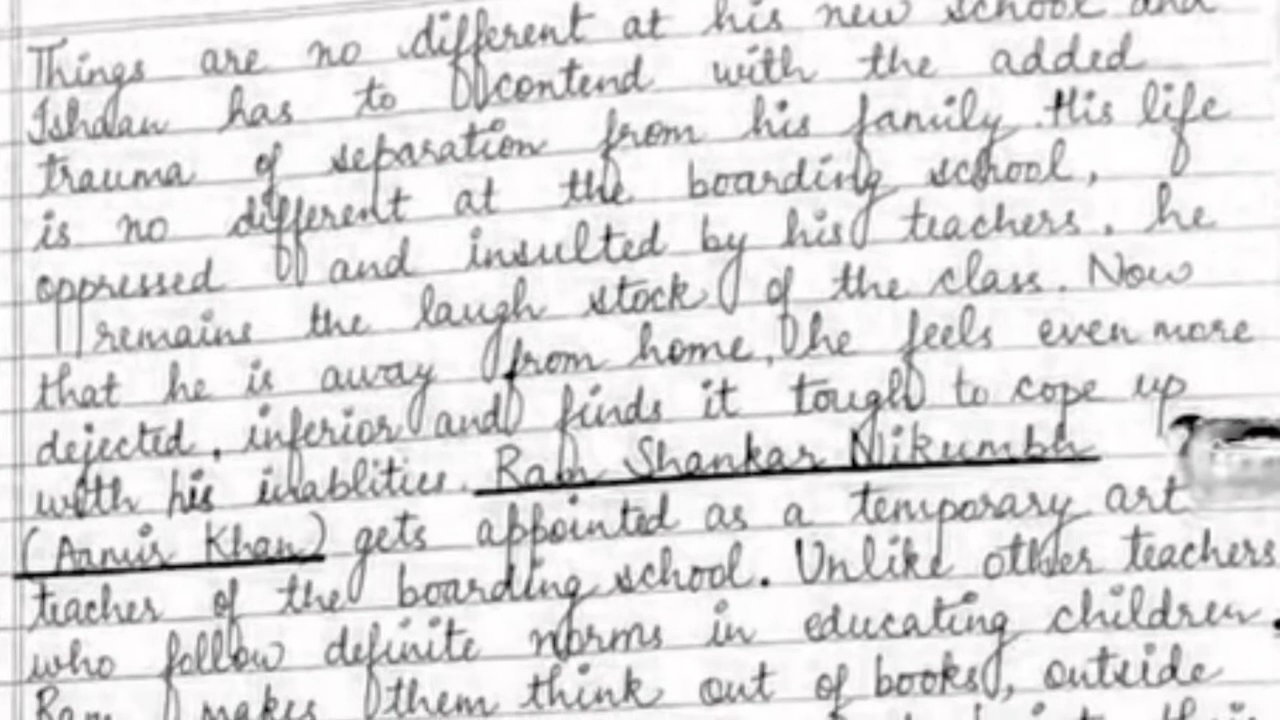 Things are no different at his new school and
Ishaan has to contend with the added
trauma of separation from his family. His life
is no different at the boarding school,
oppressed and insulted by his teachers. he
remains the laugh stock of the class. Now
that he is away from home, he feels even more
dejected, inferior and finds it tough to cope up
with his inablities. Ram Shankar Nikumbh
(Aamir Khan) gets appointed as a temporary art
teacher of the boarding school. Unlike other teachers
who follow definite norms in educating children.
Ram makes them think out of books, outside